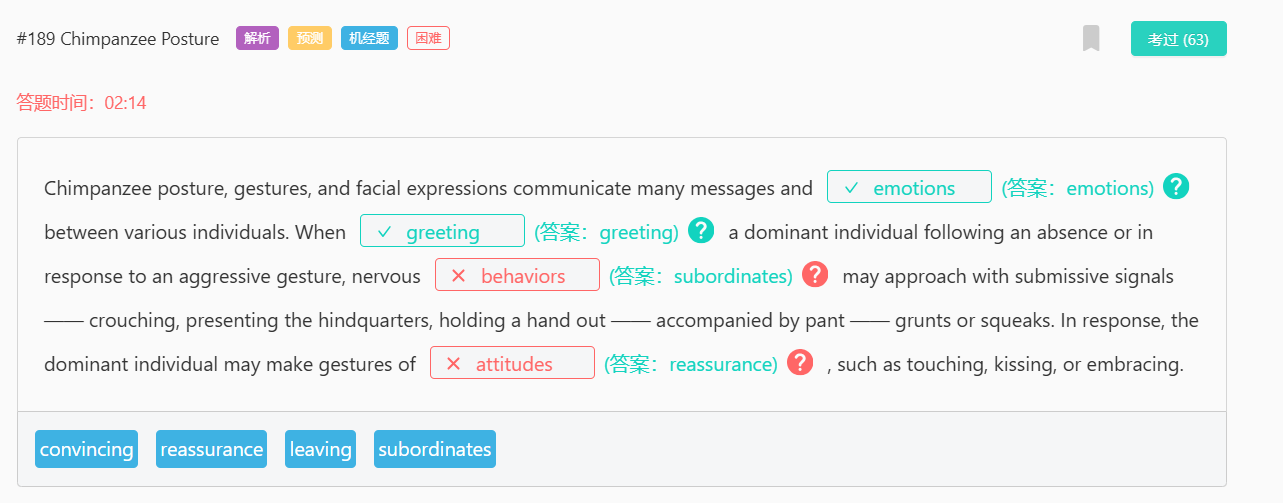 #189 Chimpanzee Posture 解析 预测 机经题 困难 考过 (63)
答题时间：02:14
Chimpanzee posture, gestures, and facial expressions communicate many messages and ✓ emotions (答案：emotions) ?
between various individuals. When ✓ greeting (答案：greeting) ? a dominant individual following an absence or in
response to an aggressive gesture, nervous ✕ behaviors (答案：subordinates) ? may approach with submissive signals
—— crouching, presenting the hindquarters, holding a hand out —— accompanied by pant —— grunts or squeaks. In response, the
dominant individual may make gestures of ✕ attitudes (答案：reassurance) ? , such as touching, kissing, or embracing.
convincing reassurance leaving subordinates